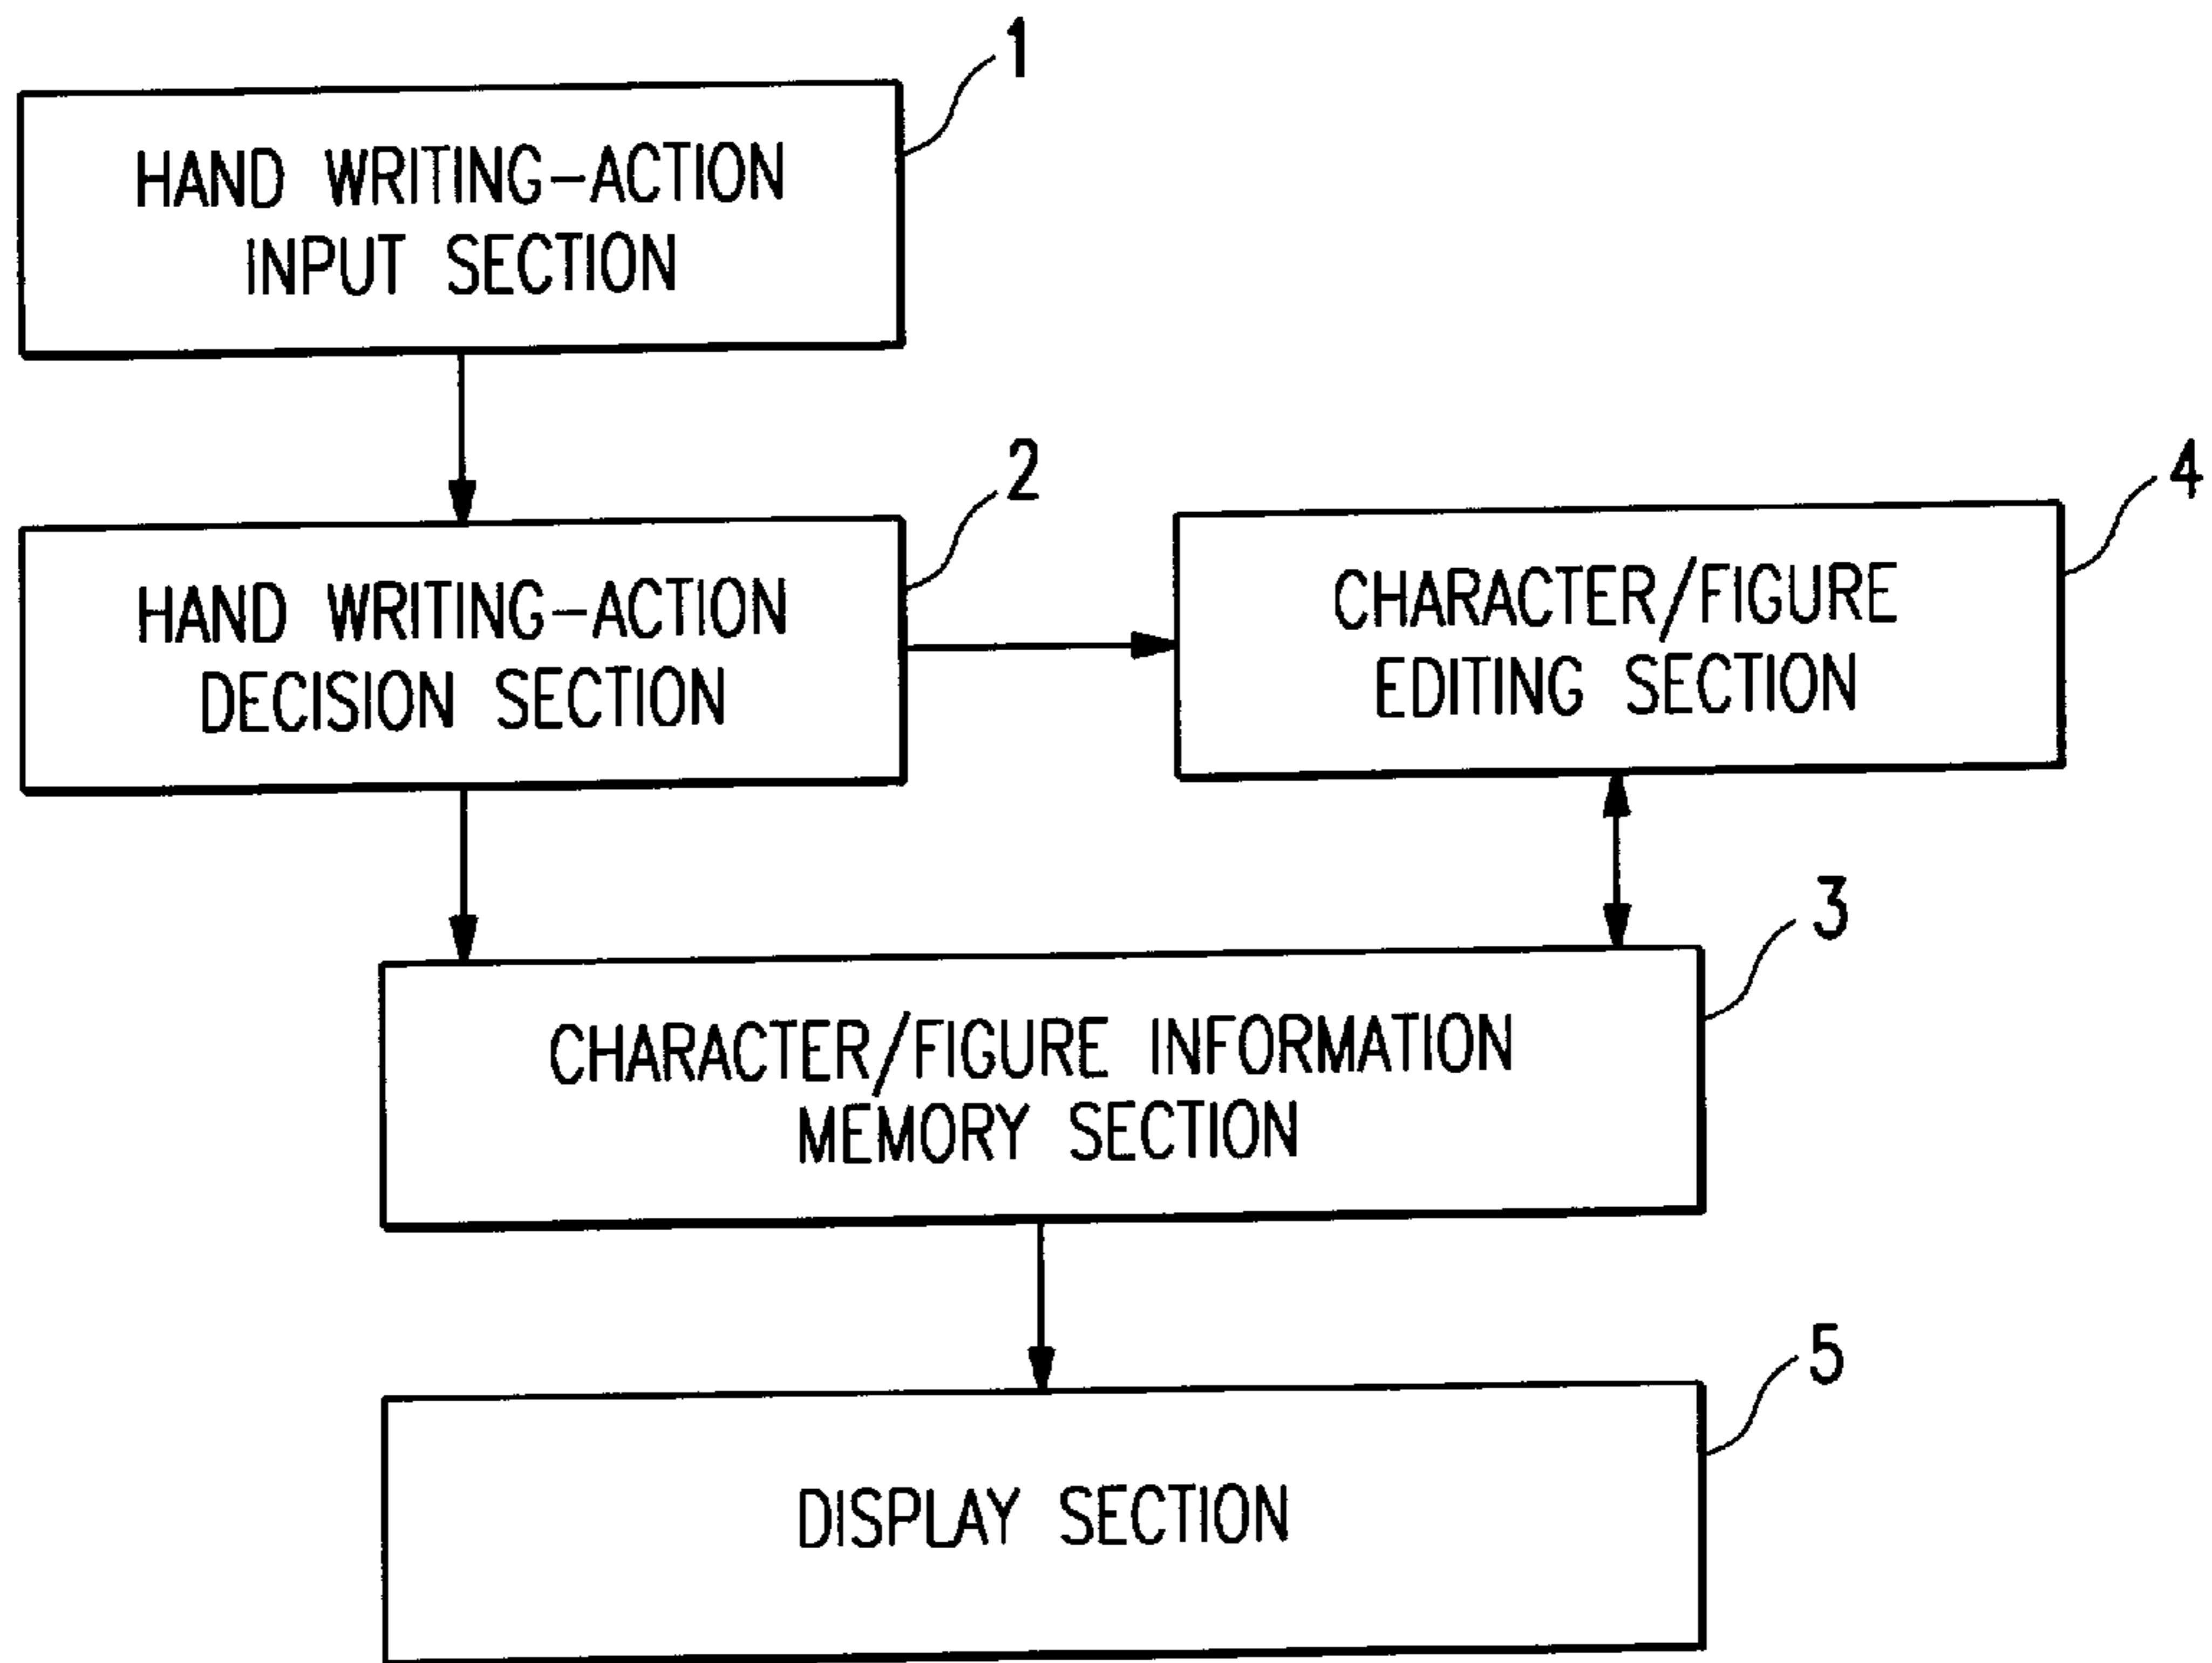 1
HAND WRITING-ACTION
INPUT SECTION
2
HAND WRITING-ACTION
DECISION SECTION
4
CHARACTER/FIGURE
EDITING SECTION
3
CHARACTER/FIGURE INFORMATION
MEMORY SECTION
5
DISPLAY SECTION